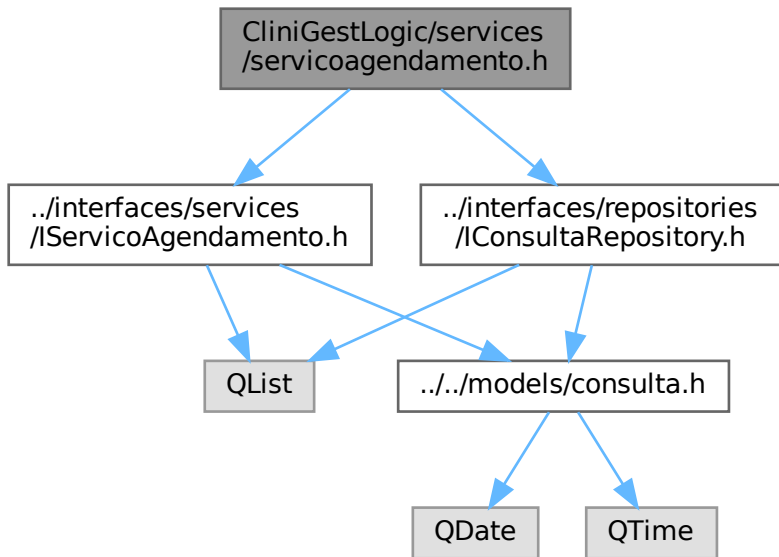 CliniGestLogic/services
/servicoagendamento.h
../interfaces/services
/IServicoAgendamento.h
../interfaces/repositories
/IConsultaRepository.h
QList
../../models/consulta.h
QDate
QTime